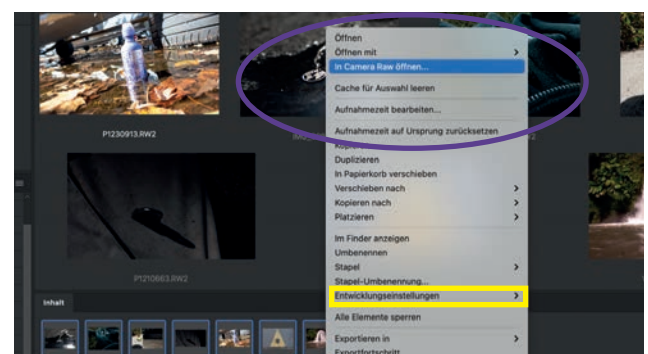 Öffnen
Öffnen mit
In Camera Raw öffnen...
Cache für Auswahl leeren
Aufnahmezeit bearbeiten...
Aufnahmezeit auf Ursprung zurücksetzen
P1230913.RW2
Duplizieren
In Papierkorb verschieben
Verschieben nach
Kopieren nach
Platzieren
Im Finder anzeigen
Umbenennen
Stapel
P1210663.RW2
Stapel-Umbenennung...
Entwicklungseinstellungen
Inhalt
Alle Elemente sperren
Exportieren in
Exportfortschritt